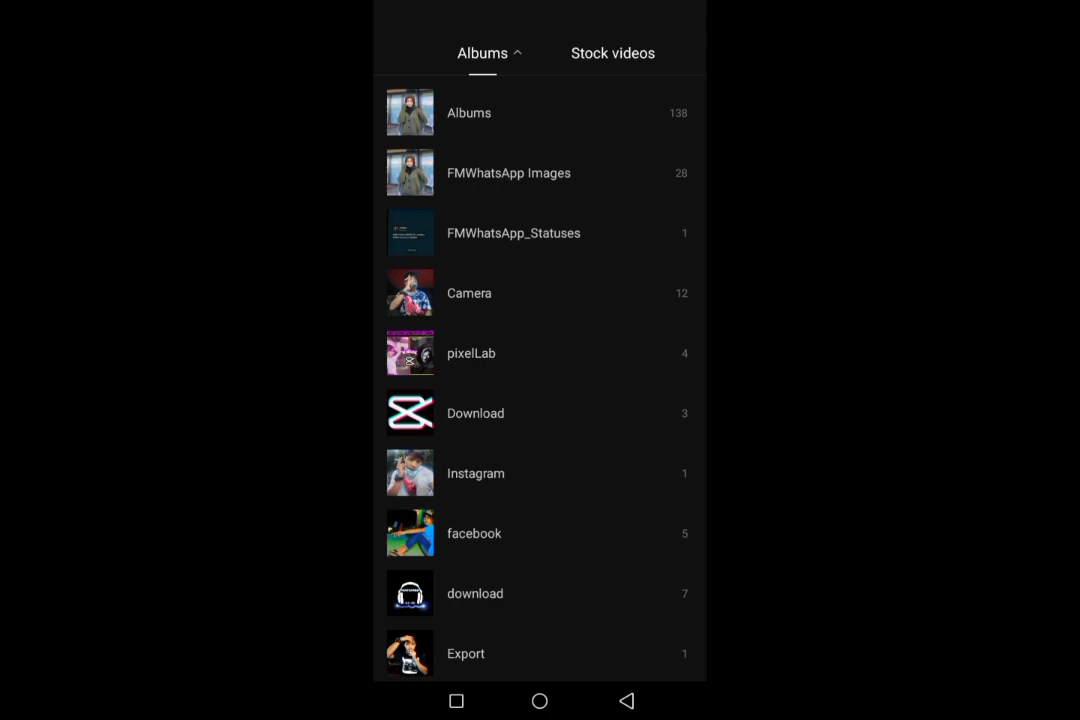 Albums Stock videos
Albums 138
FMWhatsApp Images 28
FMWhatsApp_Statuses 1
Camera 12
pixelLab 4
Download 3
Instagram 1
facebook 5
download 7
Export 1